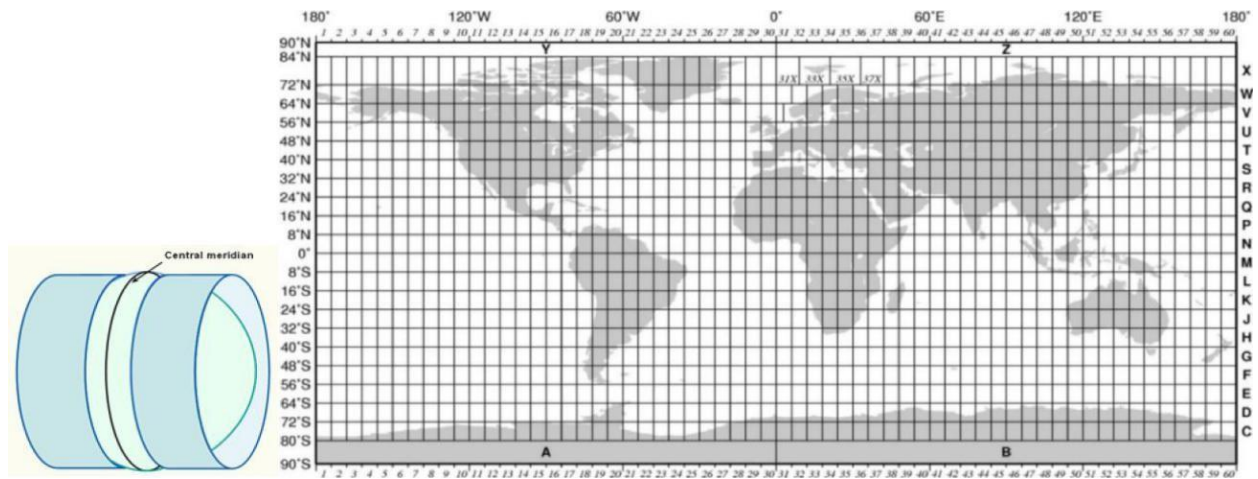 180˚ 120˚W 60˚W 0˚ 60˚E 120˚E 180˚
1 2 3 4 5 6 7 8 9 10 11 12 13 14 15 16 17 18 19 20 21 22 23 24 25 26 27 28 29 30 31 32 33 34 35 36 37 38 39 40 41 42 43 44 45 46 47 48 49 50 51 52 53 54 55 56 57 58 59 60
90˚N
Y Z
84˚N
X
31X 33X 35X 37X
72˚N
W
64˚N
V
56˚N
U
48˚N
T
40˚N
S
32˚N
R
24˚N
Q
16˚N
P
8˚N
N
0˚
M
8˚S
L
16˚S
K
24˚S
J
32˚S
H
40˚S
G
48˚S
F
56˚S
E
64˚S
D
72˚S
C
80˚S
A B
90˚S
1 2 3 4 5 6 7 8 9 10 11 12 13 14 15 16 17 18 19 20 21 22 23 24 25 26 27 28 29 30 31 32 33 34 35 36 37 38 39 40 41 42 43 44 45 46 47 48 49 50 51 52 53 54 55 56 57 58 59 60
Central meridian